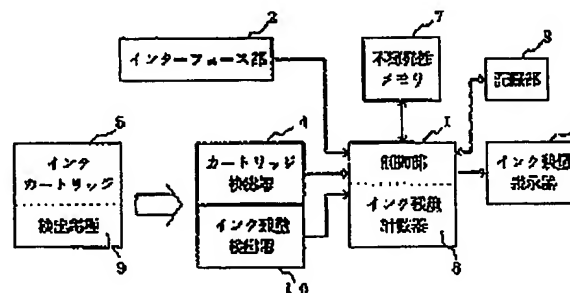 2
インターフェース部
7
不揮発性
メモリ
3
記録部
5
インク
カートリッジ
9
4
カートリッジ
検出部
インク残量
検出器
10
1
制御部
インク残量
計数器
8
インク残量
表示器